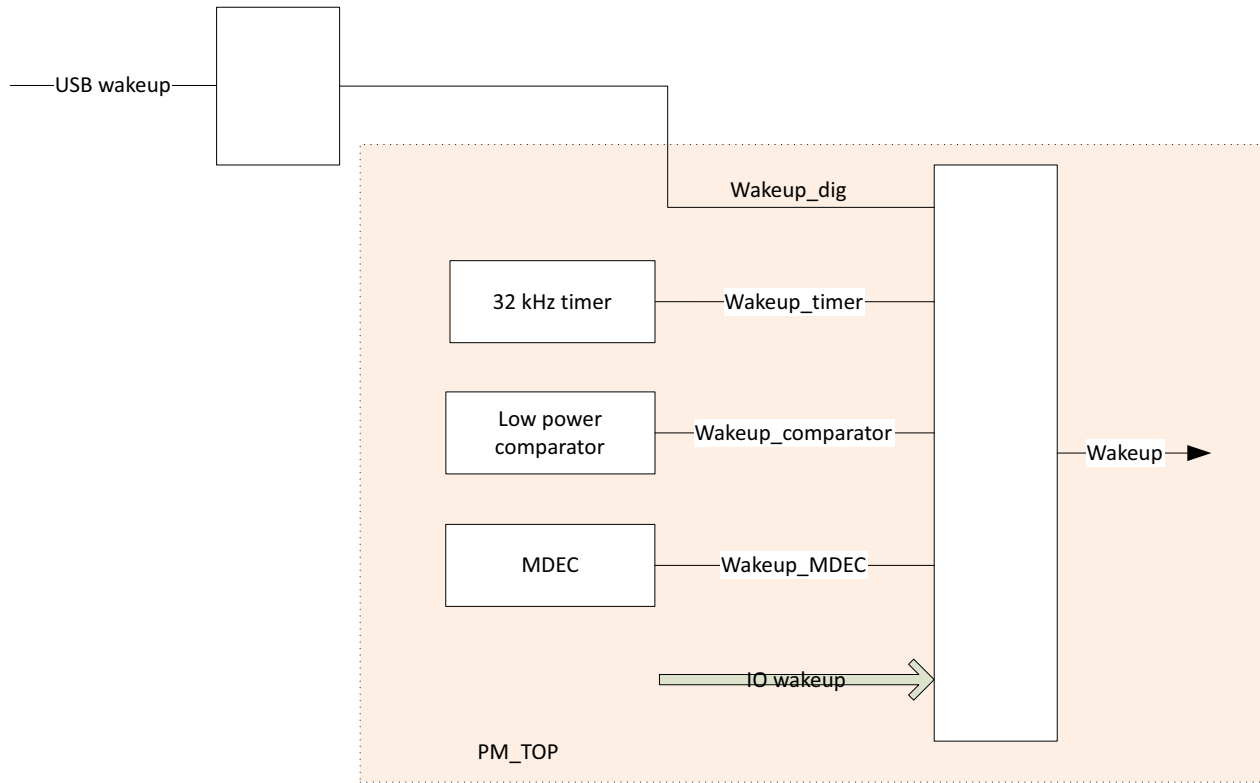 USB wakeup
Wakeup_dig
32 kHz timer
Wakeup_timer
Low power
comparator
Wakeup_comparator
Wakeup
MDEC
Wakeup_MDEC
IO wakeup
PM_TOP